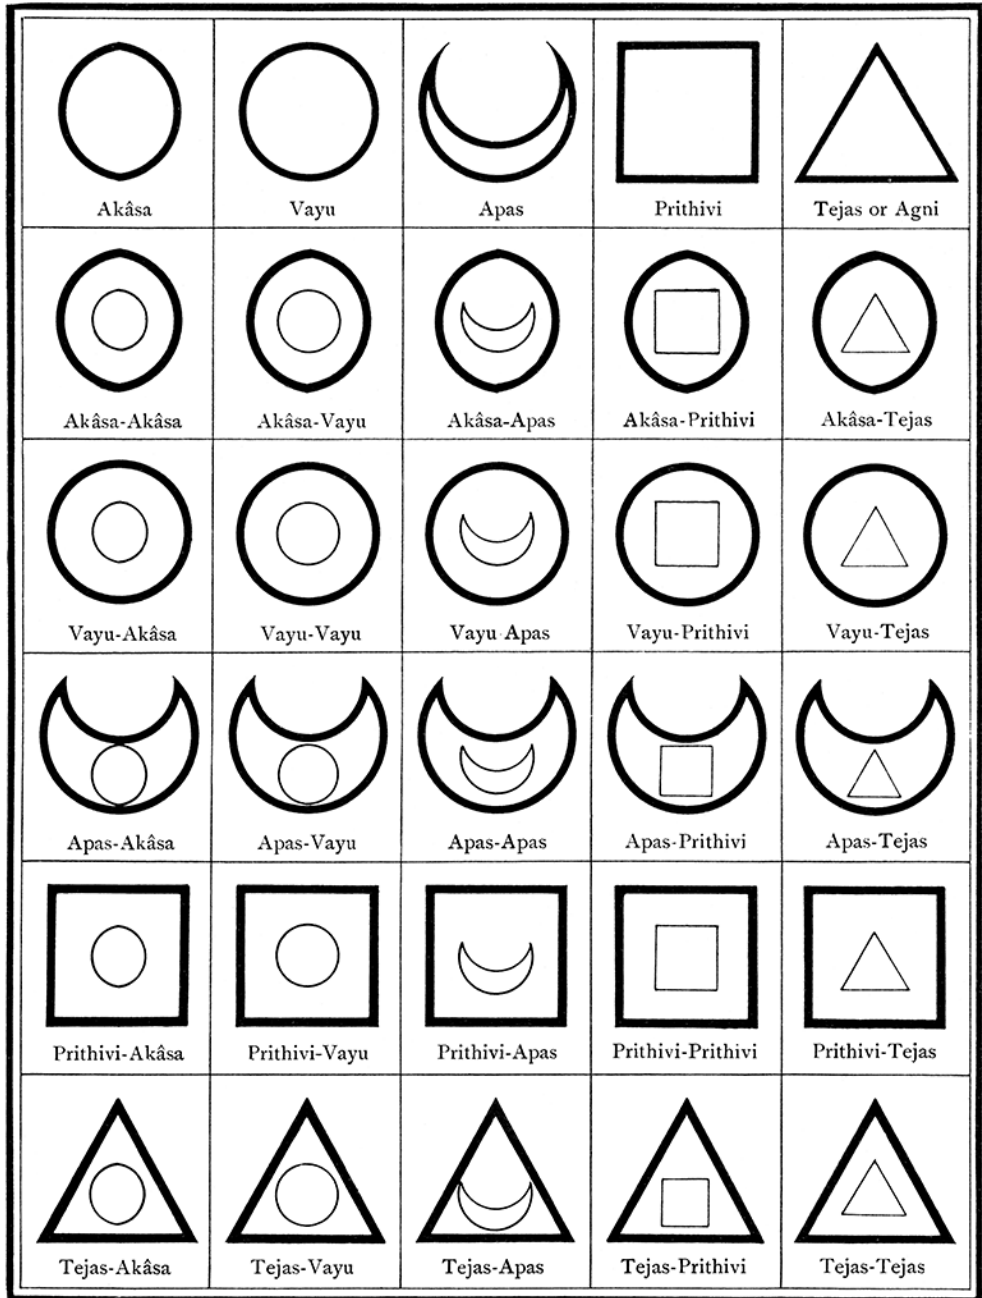 Akâsa
Vayu
Apas
Prithivi
Tejas or Agni
Akâsa-Akâsa
Akâsa-Vayu
Akâsa-Apas
Akâsa-Prithivi
Akâsa-Tejas
Vayu-Akâsa
Vayu-Vayu
Vayu-Apas
Vayu-Prithivi
Vayu-Tejas
Apas-Akâsa
Apas-Vayu
Apas-Apas
Apas-Prithivi
Apas-Tejas
Prithivi-Akâsa
Prithivi-Vayu
Prithivi-Apas
Prithivi-Prithivi
Prithivi-Tejas
Tejas-Akâsa
Tejas-Vayu
Tejas-Apas
Tejas-Prithivi
Tejas-Tejas